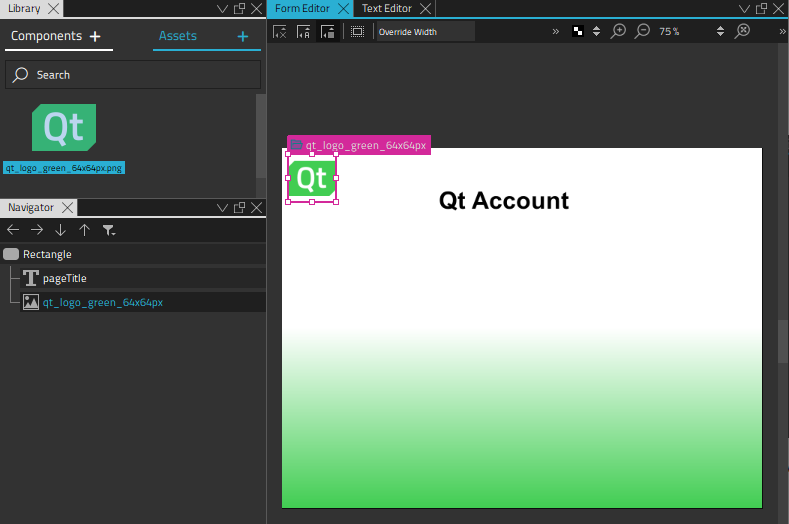 Library
Components +
Assets +
Search
Qt
qt_logo_green_64x64px.png
Navigator
Rectangle
pageTitle
qt_logo_green_64x64px
Form Editor
Text Editor
Override Width
75 %
qt_logo_green_64x64px
Qt
Qt Account